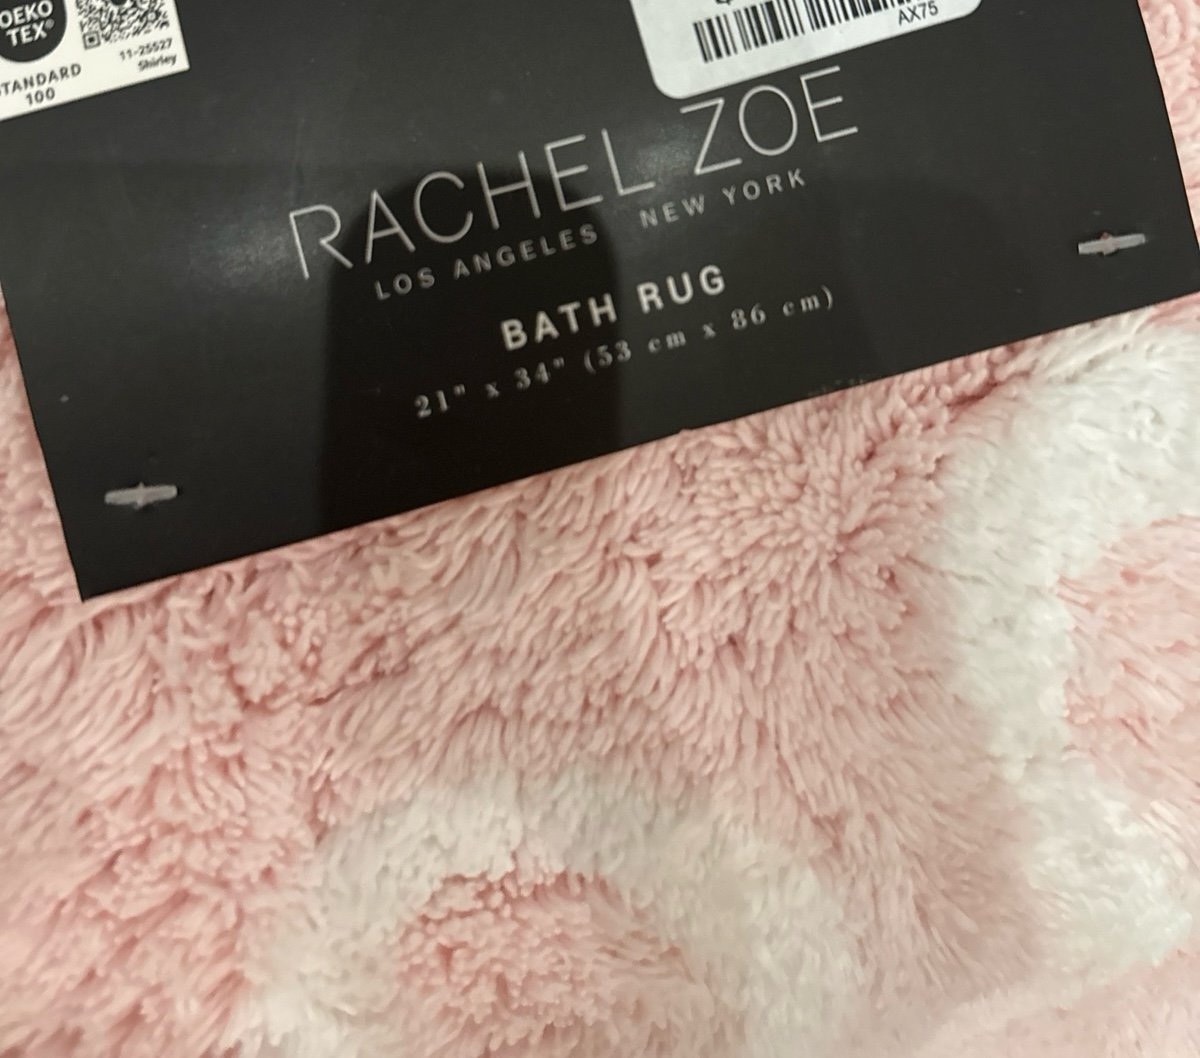 OEKO
TEX®
STANDARD
100
11-25527
Shirley
AX75
RACHEL ZOE
LOS ANGELES NEW YORK
BATH RUG
21" x 34" (53 cm x 86 cm)